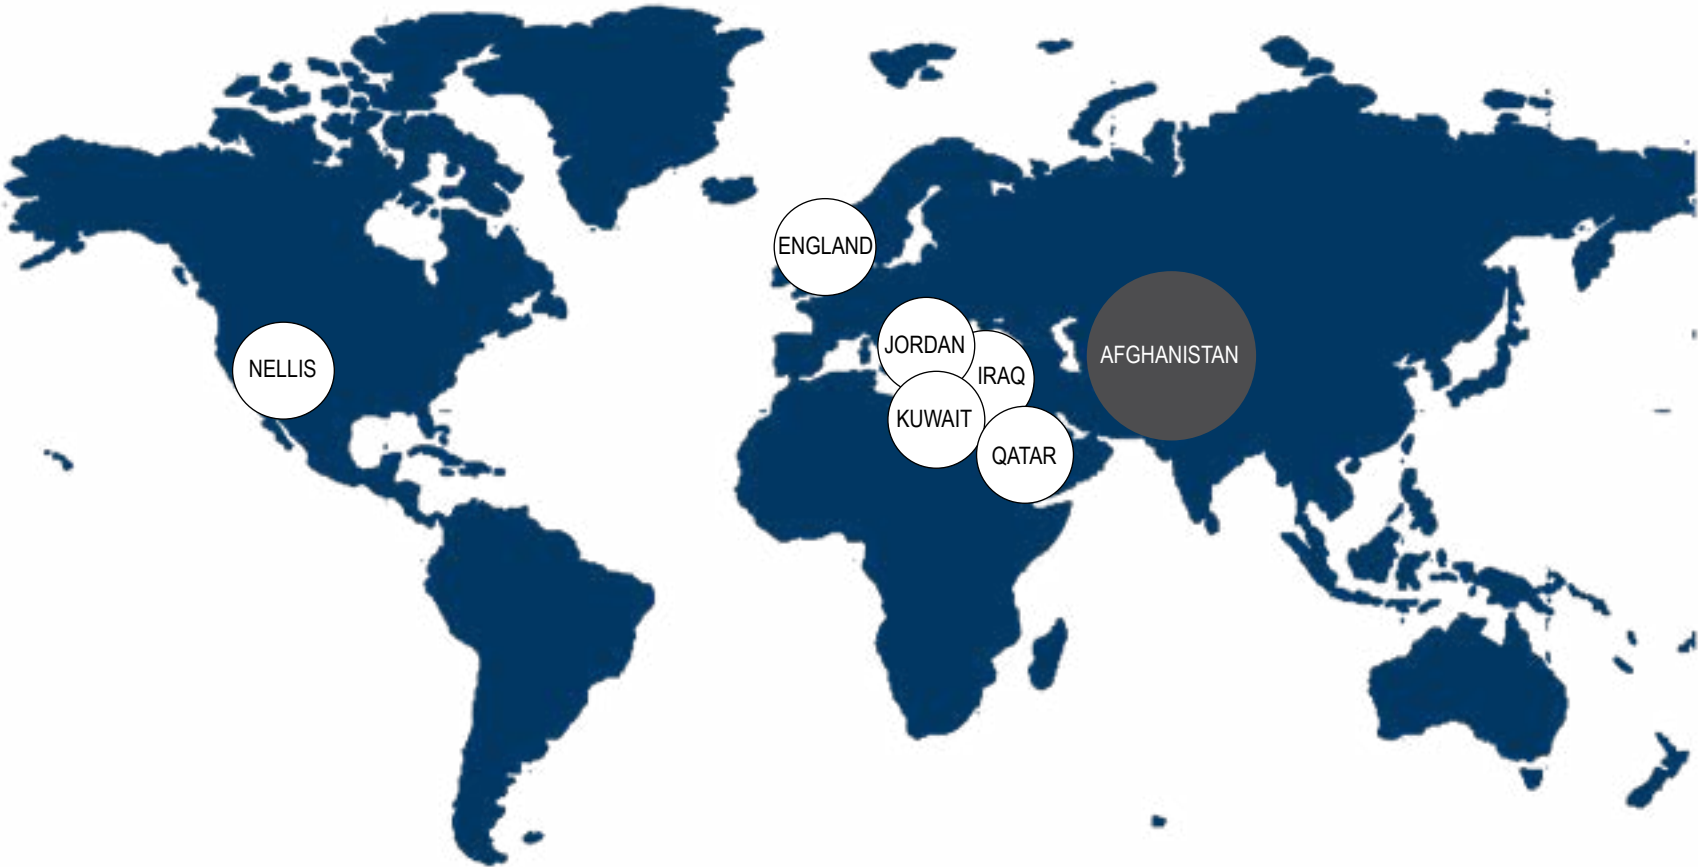 ENGLAND
JORDAN
AFGHANISTAN
NELLIS
IRAQ
KUWAIT
QATAR